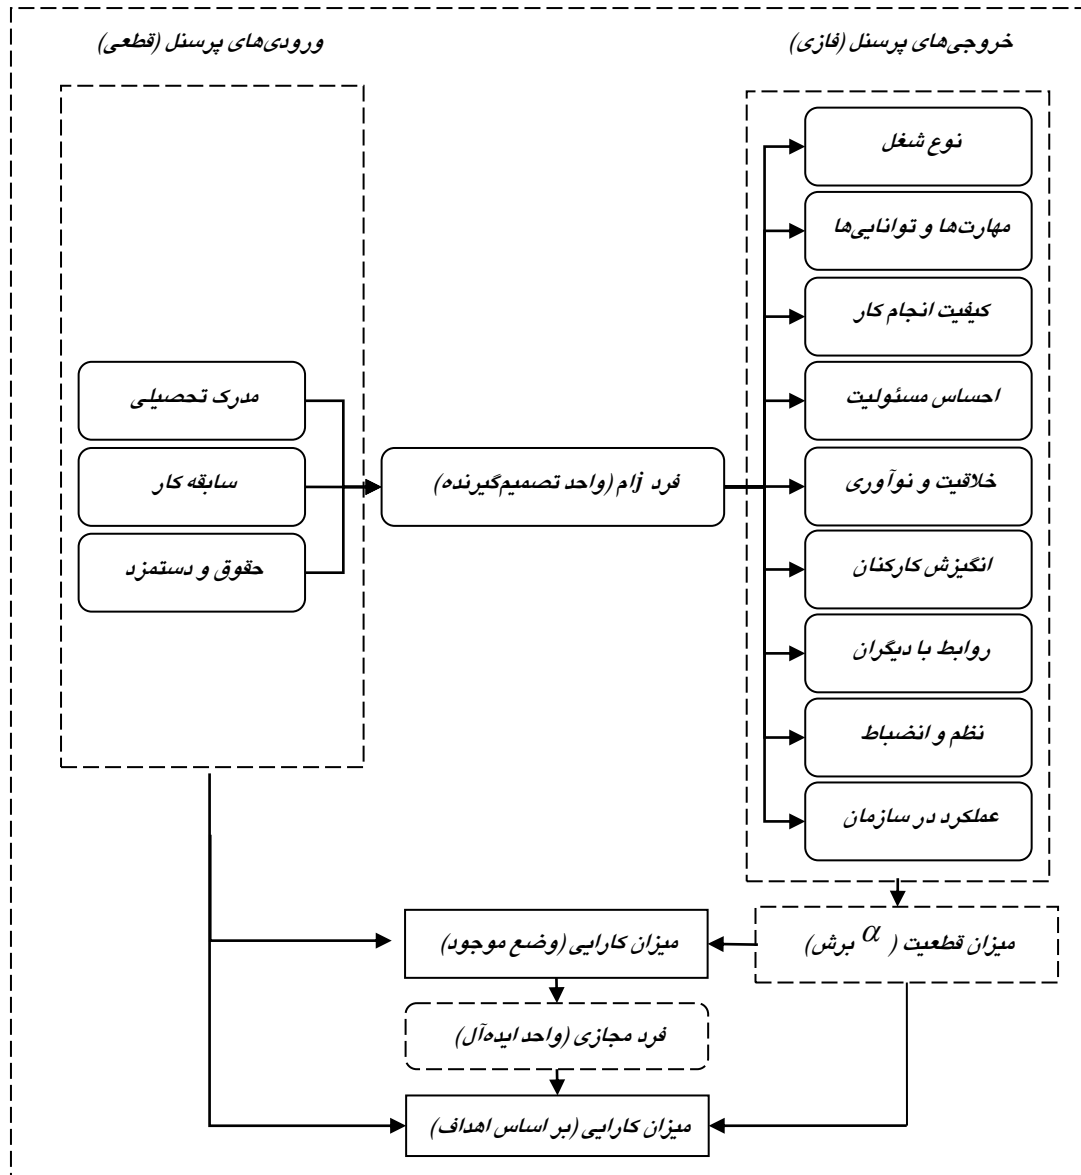 خروجی‌های پرسنل (فازی)
ورودی‌های پرسنل (قطعی)
نوع شغل
مهارت‌ها و توانایی‌ها
کیفیت انجام کار
احساس مسئولیت
خلاقیت و نوآوری
انگیزش کارکنان
روابط با دیگران
نظم و انضباط
عملکرد در سازمان
فرد jام (واحد تصمیم‌گیرنده)
مدرک تحصیلی
سابقه کار
حقوق و دستمزد
میزان قطعیت (α برش)
میزان کارایی (وضع موجود)
فرد مجازی (واحد ایده‌آل)
میزان کارایی (بر اساس اهداف)